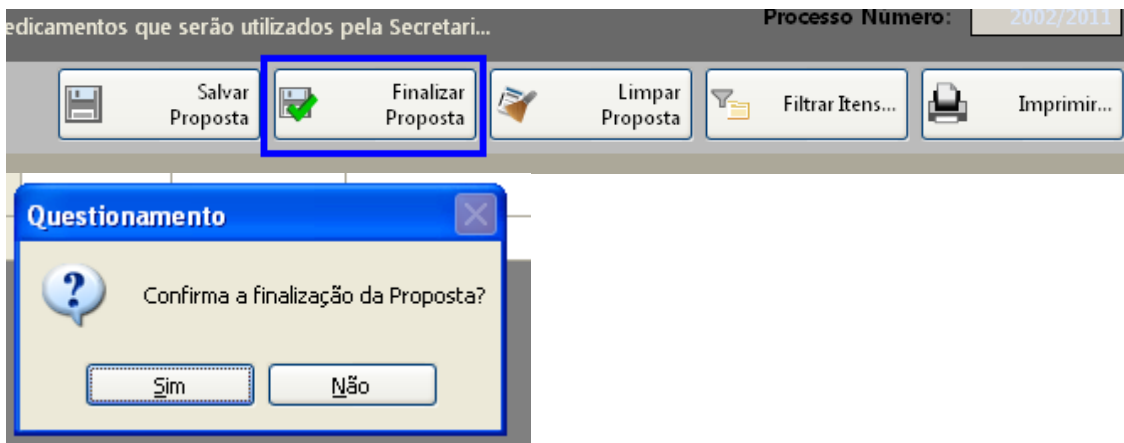 edicamentos que serão utilizados pela Secretari...
Processo Número: 2002/2011
Salvar
Proposta
Finalizar
Proposta
Limpar
Proposta
Filtrar Itens...
Imprimir...
Questionamento
Confirma a finalização da Proposta?
Sim
Não